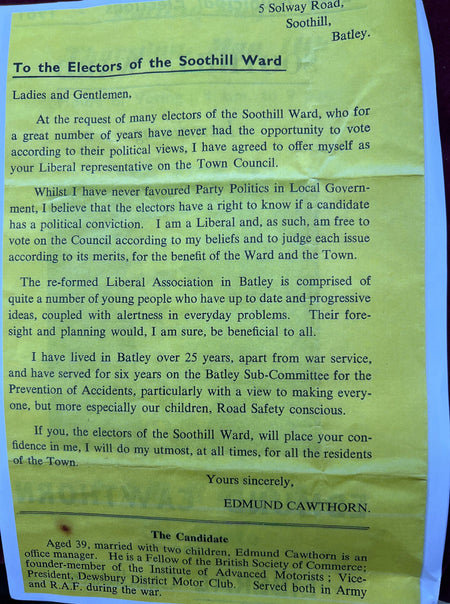 5 Solway Road,
Soothill,
Batley.
To the Electors of the Soothill Ward
Ladies and Gentlemen,
At the request of many electors of the Soothill Ward, who for
a great number of years have never had the opportunity to vote
according to their political views, I have agreed to offer myself as
your Liberal representative on the Town Council.
Whilst I have never favoured Party Politics in Local Govern-
ment, I believe that the electors have a right to know if a candidate
has a political conviction. I am a Liberal and, as such, am free to
vote on the Council according to my beliefs and to judge each issue
according to its merits, for the benefit of the Ward and the Town.
The re-formed Liberal Association in Batley is comprised of
quite a number of young people who have up to date and progressive
ideas, coupled with alertness in everyday problems. Their fore-
sight and planning would, I am sure, be beneficial to all.
I have lived in Batley over 25 years, apart from war service,
and have served for six years on the Batley Sub-Committee for the
Prevention of Accidents, particularly with a view to making every-
one, but more especially our children, Road Safety conscious.
If you, the electors of the Soothill Ward, will place your con-
fidence in me, I will do my utmost, at all times, for all the residents
of the Town.
Yours sincerely,
EDMUND CAWTHORN.
The Candidate
Aged 39, married with two children, Edmund Cawthorn is an
office manager. He is a Fellow of the British Society of Commerce;
founder-member of the Institute of Advanced Motorists; Vice-
President, Dewsbury District Motor Club. Served both in Army
and R.A.F. during the war.